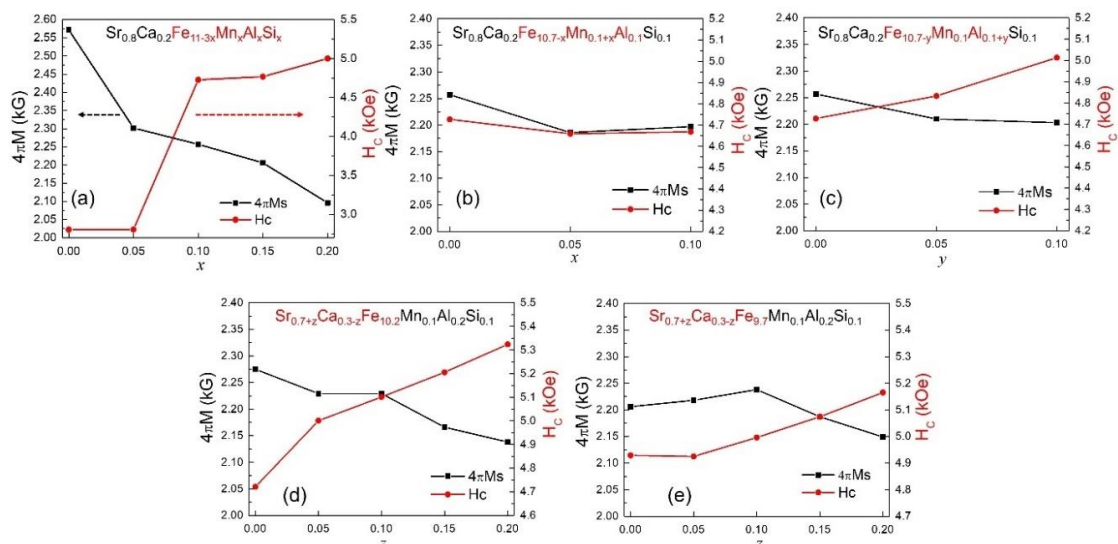 Sr0.8Ca0.2Fe11-3xMnxAlxSix
4πM (kG)
2.60
2.55
2.50
2.45
2.40
2.35
2.30
2.25
2.20
2.15
2.10
2.05
2.00
5.5
5.0
4.5
4.0
3.5
3.0
HC (kOe)
(a)
4πMs
Hc
0.00 0.05 0.10 0.15 0.20
x
Sr0.8Ca0.2Fe10.7-xMn0.1+xAl0.1Si0.1
4πM (kG)
2.40
2.35
2.30
2.25
2.20
2.15
2.10
2.05
2.00
5.2
5.1
5.0
4.9
4.8
4.7
4.6
4.5
4.4
4.3
4.2
HC (kOe)
(b)
4πMs
Hc
0.00 0.05 0.10
x
Sr0.8Ca0.2Fe10.7-yMn0.1Al0.1+ySi0.1
4πM (kG)
2.40
2.35
2.30
2.25
2.20
2.15
2.10
2.05
2.00
5.2
5.1
5.0
4.9
4.8
4.7
4.6
4.5
4.4
4.3
4.2
HC (kOe)
(c)
4πMs
Hc
0.00 0.05 0.10
y
Sr0.7+zCa0.3-zFe10.2Mn0.1Al0.2Si0.1
4πM (kG)
2.40
2.35
2.30
2.25
2.20
2.15
2.10
2.05
2.00
5.5
5.4
5.3
5.2
5.1
5.0
4.9
4.8
4.7
4.6
HC (kOe)
(d)
4πMs
Hc
0.00 0.05 0.10 0.15 0.20
Sr0.7+zCa0.3-zFe9.7Mn0.1Al0.2Si0.1
4πM (kG)
2.40
2.35
2.30
2.25
2.20
2.15
2.10
2.05
2.00
5.5
5.4
5.3
5.2
5.1
5.0
4.9
4.8
4.7
HC (kOe)
(e)
4πMs
Hc
0.00 0.05 0.10 0.15 0.20